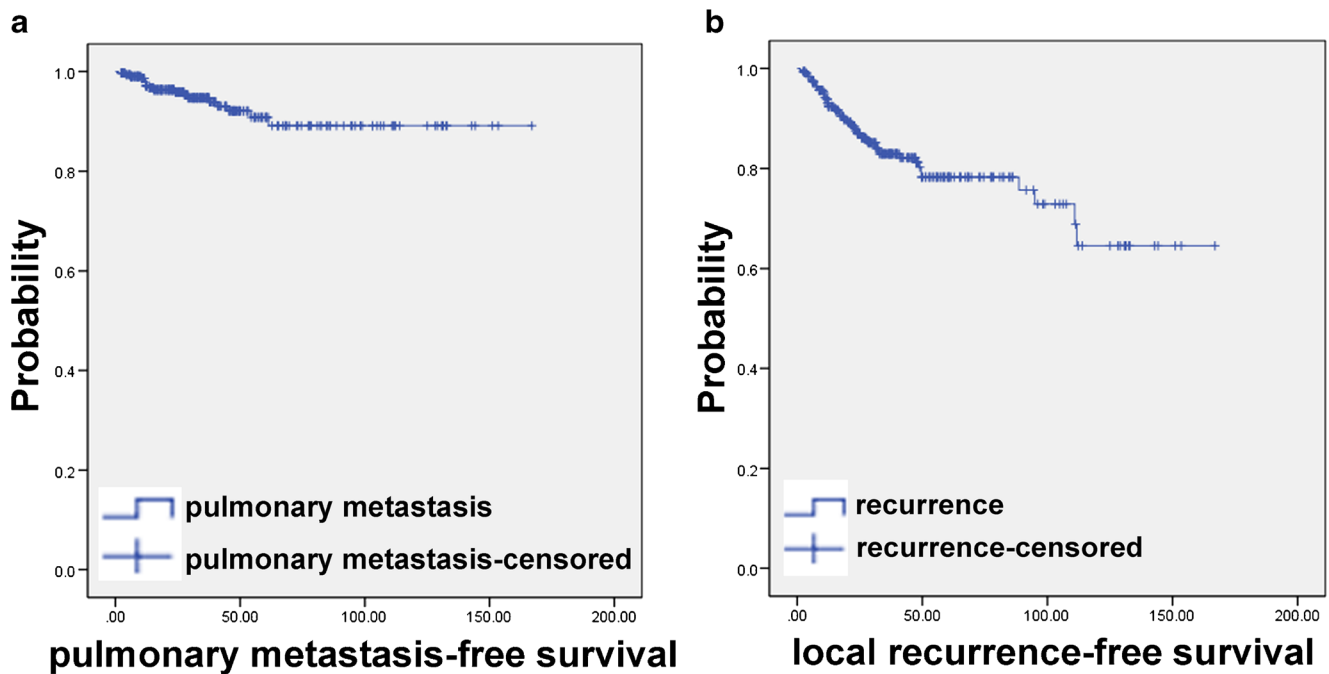 a
1.0
0.8
0.6
0.4
0.2
0.0
Probability
pulmonary metastasis
pulmonary metastasis-censored
.00 50.00 100.00 150.00 200.00
pulmonary metastasis-free survival
b
1.0
0.8
0.6
0.4
0.2
0.0
Probability
recurrence
recurrence-censored
.00 50.00 100.00 150.00 200.00
local recurrence-free survival